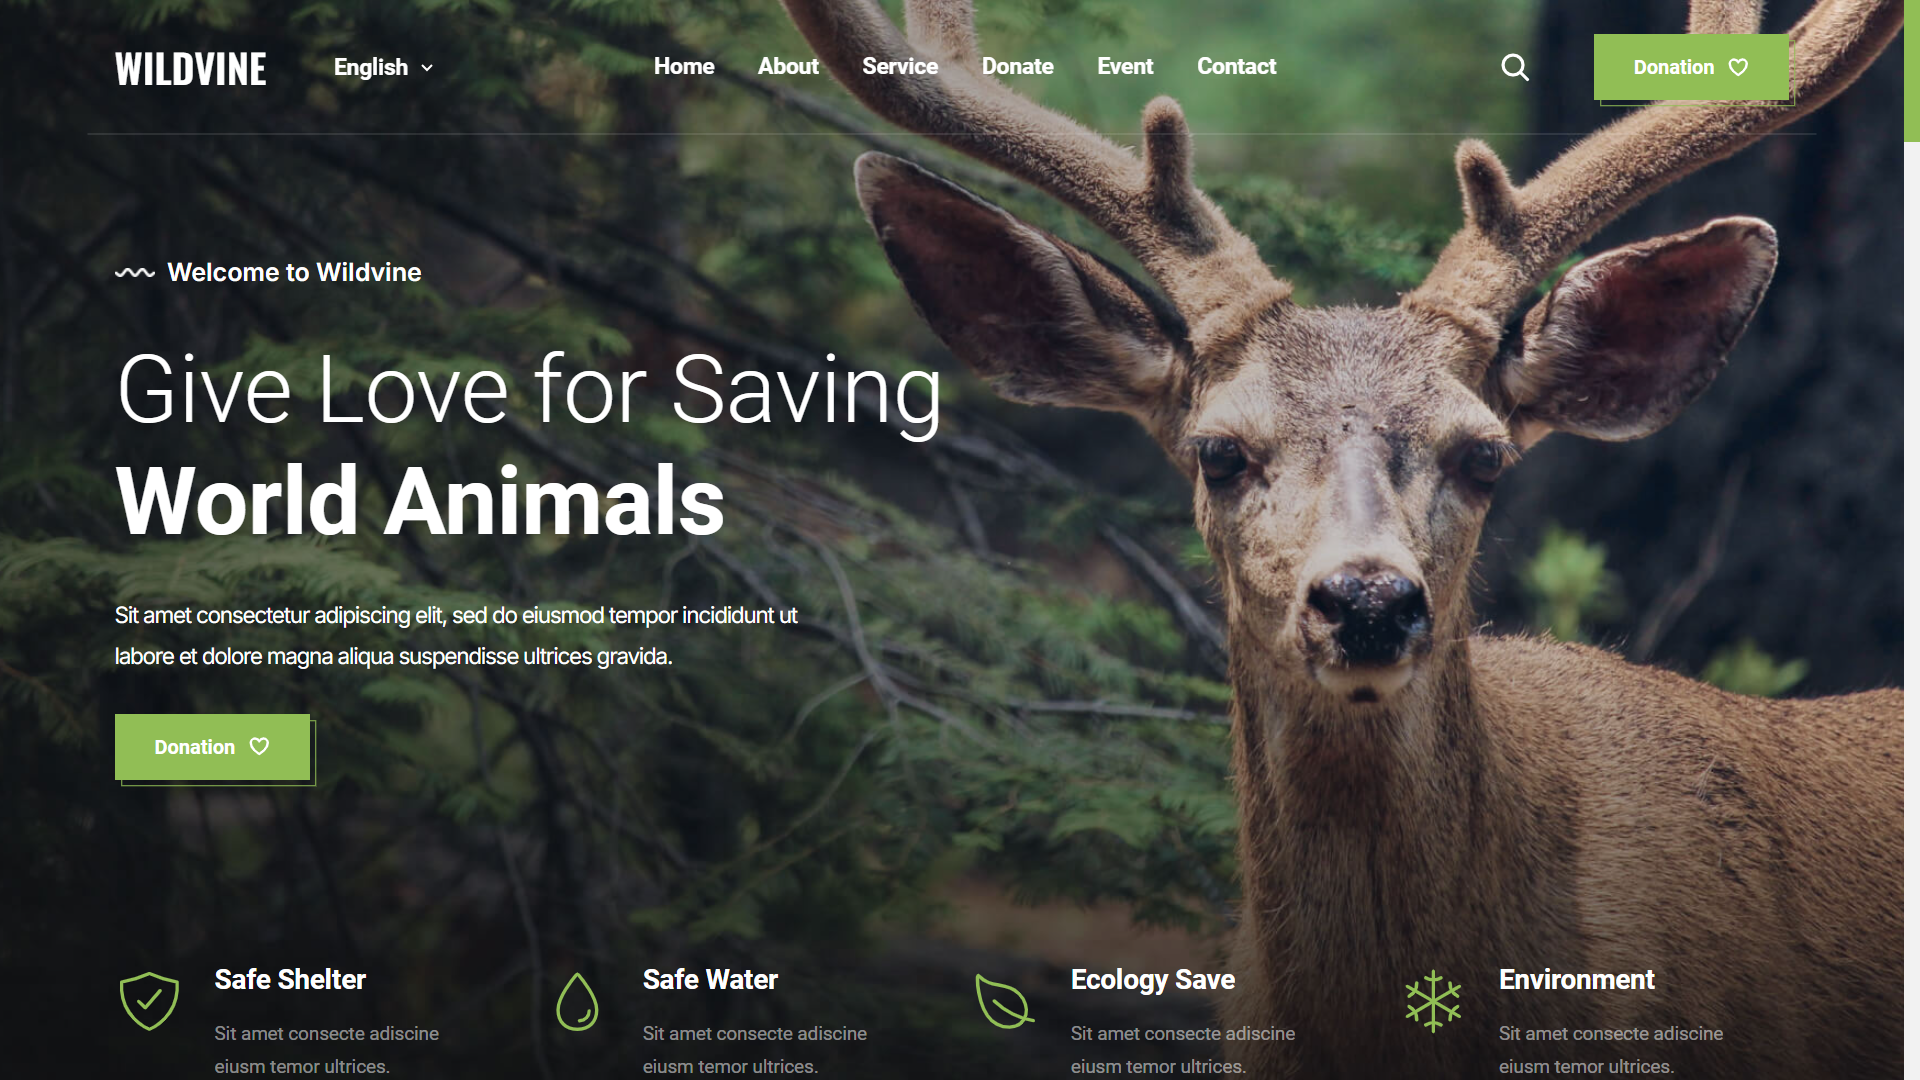 WILDVINE
English
Home About Service Donate Event Contact
Donation
Welcome to Wildvine
Give Love for Saving
World Animals
Sit amet consectetur adipiscing elit, sed do eiusmod tempor incididunt ut
labore et dolore magna aliqua suspendisse ultrices gravida.
Donation
Safe Shelter
Sit amet consecte adiscine
eiusm temor ultrices.
Safe Water
Sit amet consecte adiscine
eiusm temor ultrices.
Ecology Save
Sit amet consecte adiscine
eiusm temor ultrices.
Environment
Sit amet consecte adiscine
eiusm temor ultrices.